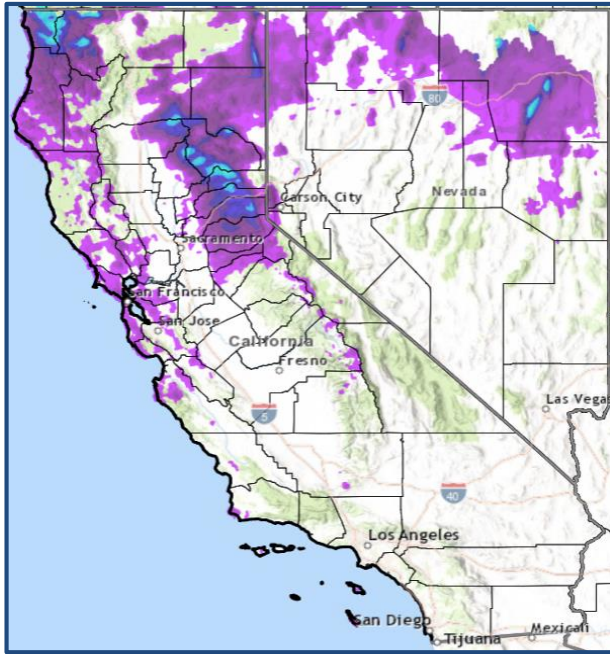 80
Carson City
Nevada
Sacramento
San Francisco
San Jose
California
Fresno
Las Vegas
5
40
Los Angeles
San Diego
Tijuana
Mexicali